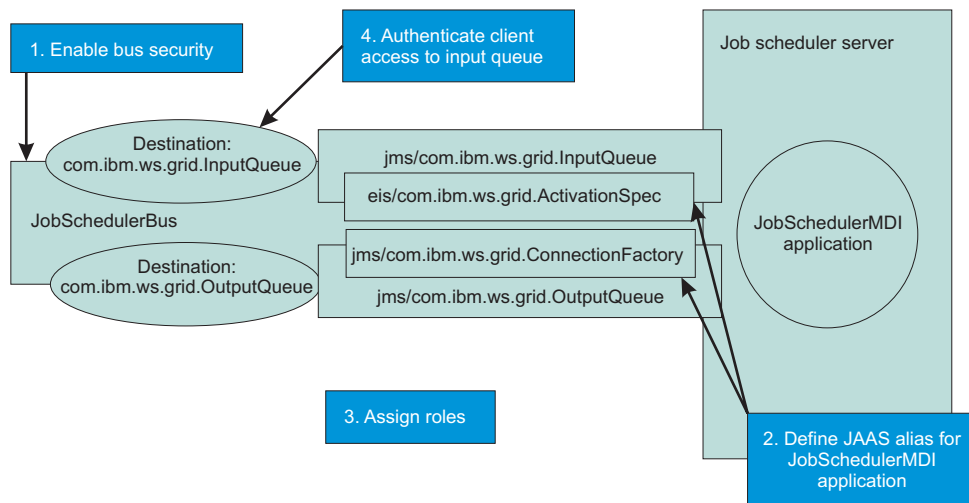 1. Enable bus security
4. Authenticate client
access to input queue
Job scheduler server
Destination:
com.ibm.ws.grid.InputQueue
jms/com.ibm.ws.grid.InputQueue
eis/com.ibm.ws.grid.ActivationSpec
JobSchedulerBus
JobSchedulerMDI
application
jms/com.ibm.ws.grid.ConnectionFactory
Destination:
com.ibm.ws.grid.OutputQueue
jms/com.ibm.ws.grid.OutputQueue
3. Assign roles
2. Define JAAS alias for
JobSchedulerMDI
application